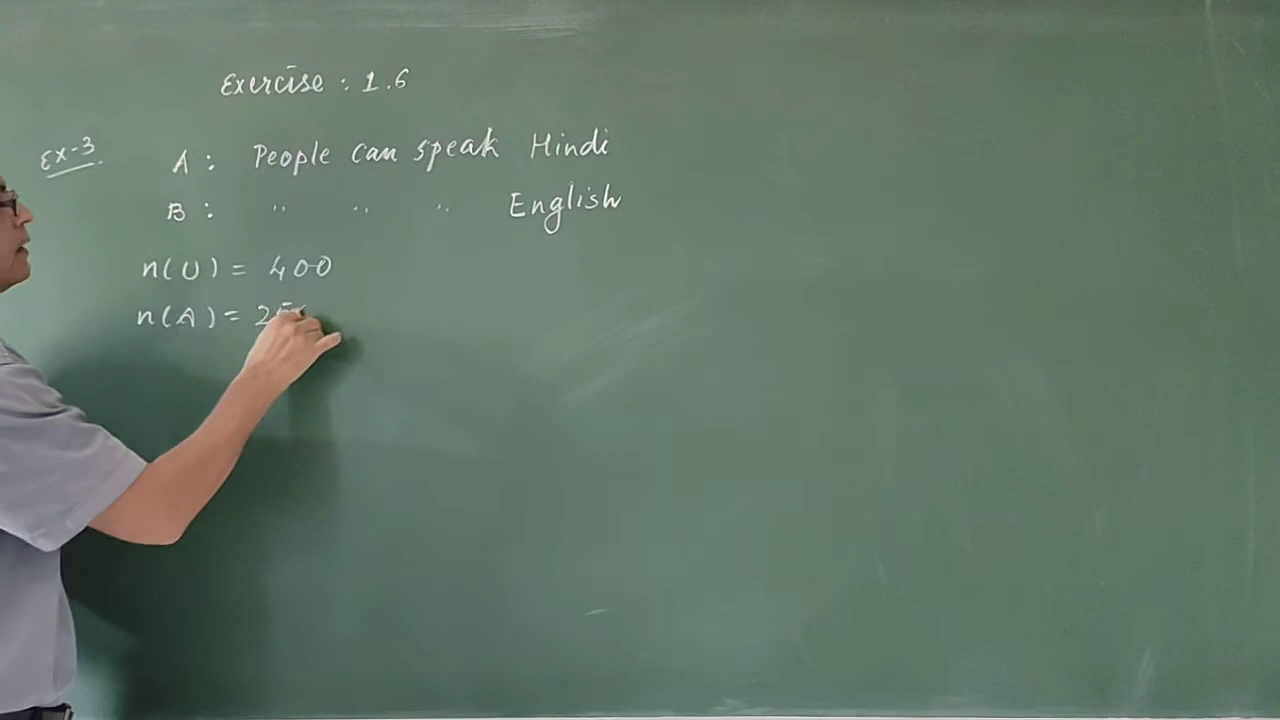 Exercise : 1.6
Ex-3
A : People can speak Hindi
B : " " " English
n(U) = 400
n(A) = 25